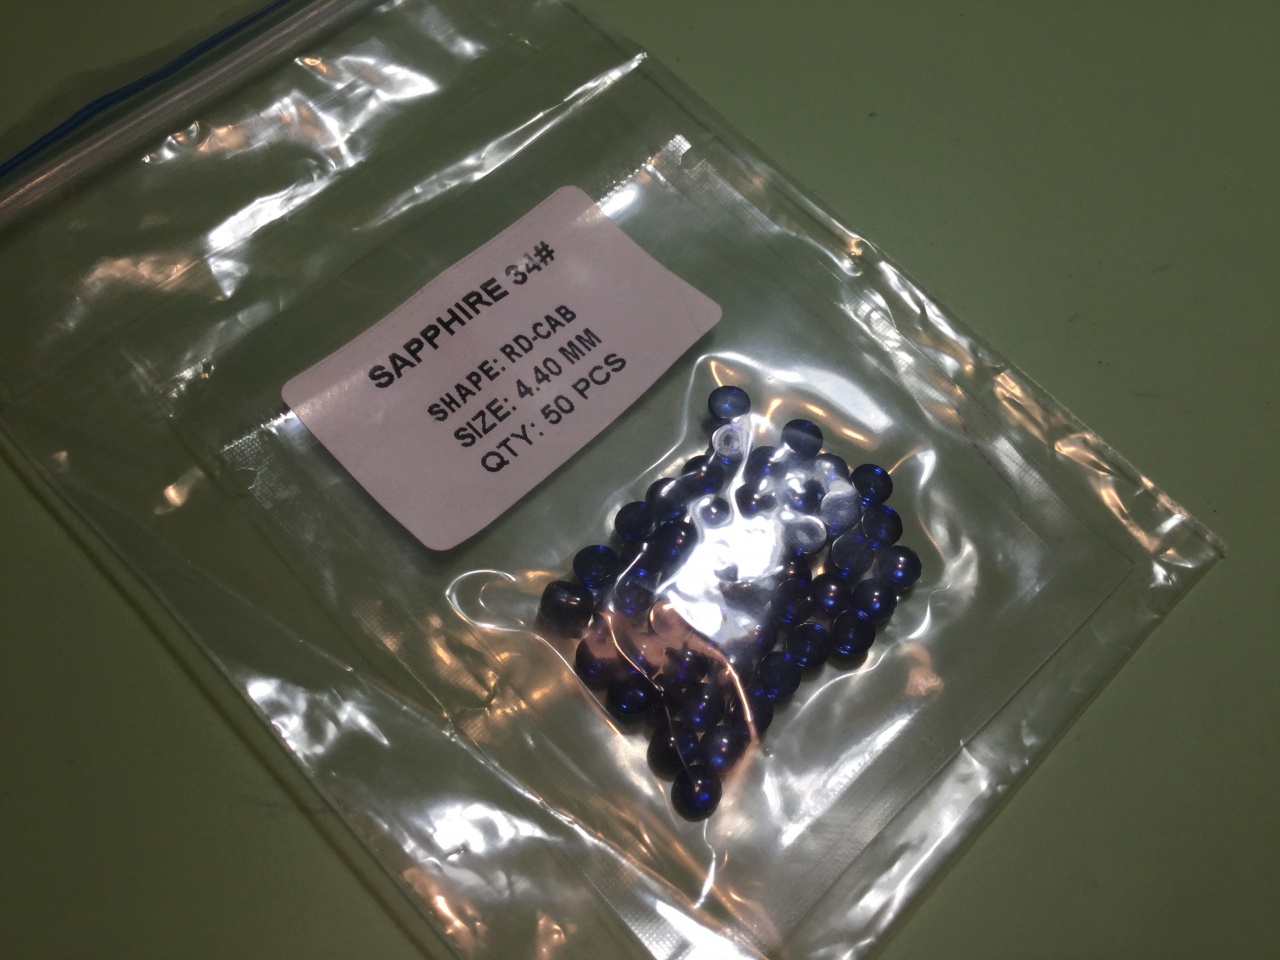 SAPPHIRE 34#
SHAPE: RD-CAB
SIZE: 4.40 MM
QTY: 50 PCS